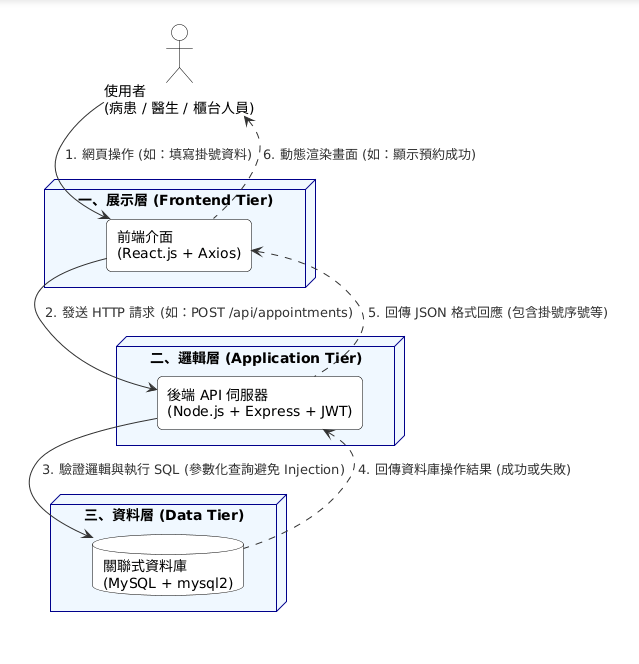 使用者
(病患 / 醫生 / 櫃台人員)
1. 網頁操作 (如：填寫掛號資料)
6. 動態渲染畫面 (如：顯示預約成功)
一、展示層 (Frontend Tier)
前端介面
(React.js + Axios)
2. 發送 HTTP 請求 (如：POST /api/appointments)
5. 回傳 JSON 格式回應 (包含掛號序號等)
二、邏輯層 (Application Tier)
後端 API 伺服器
(Node.js + Express + JWT)
3. 驗證邏輯與執行 SQL (參數化查詢避免 Injection)
4. 回傳資料庫操作結果 (成功或失敗)
三、資料層 (Data Tier)
關聯式資料庫
(MySQL + mysql2)